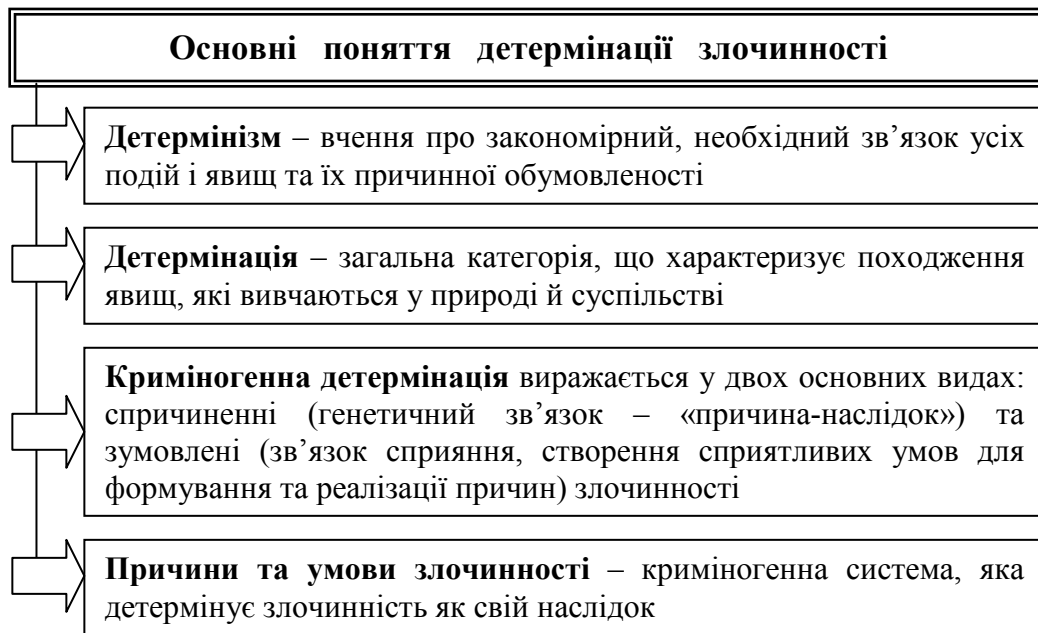 Основні поняття детермінації злочинності
Детермінізм – вчення про закономірний, необхідний зв’язок усіх
подій і явищ та їх причинної обумовленості
Детермінація – загальна категорія, що характеризує походження
явищ, які вивчаються у природі й суспільстві
Криміногенна детермінація виражається у двох основних видах:
спричиненні (генетичний зв’язок – «причина-наслідок») та
зумовлені (зв’язок сприяння, створення сприятливих умов для
формування та реалізації причин) злочинності
Причини та умови злочинності – криміногенна система, яка
детермінує злочинність як свій наслідок